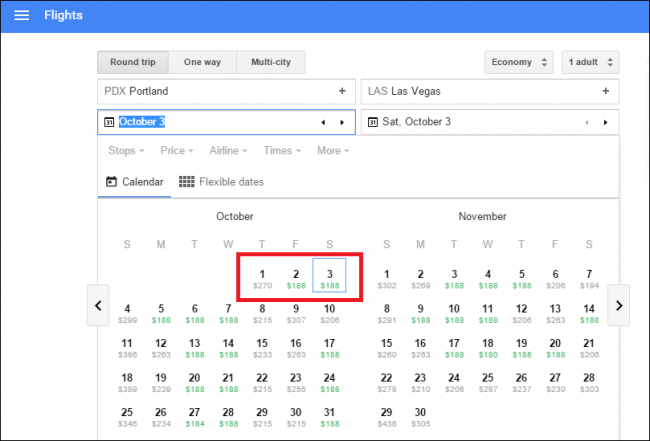 Flights
Round trip One way Multi-city Economy 1 adult
PDX Portland + LAS Las Vegas +
31 October 3 31 Sat, October 3
Stops Price Airline Times More
Calendar Flexible dates
October November
S M T W T F S S M T W T F S
1 2 3 1 2 3 4 5 6 7
$270 $188 $188 $302 $269 $188 $188 $188 $206 $194
4 5 6 7 8 9 10 8 9 10 11 12 13 14
$299 $188 $188 $188 $215 $307 $206 $291 $188 $188 $188 $206 $263 $188
11 12 13 14 15 16 17 15 16 17 18 19 20 21
$386 $263 $188 $188 $233 $263 $188 $260 $263 $188 $180 $188 $188 $206
18 19 20 21 22 23 24 22 23 24 25 26 27 28
$389 $239 $188 $188 $215 $255 $188 $278 $210 $206 $287 $237 $230 $303
25 26 27 28 29 30 31 29 30
$346 $234 $184 $188 $215 $215 $188 $436 $305